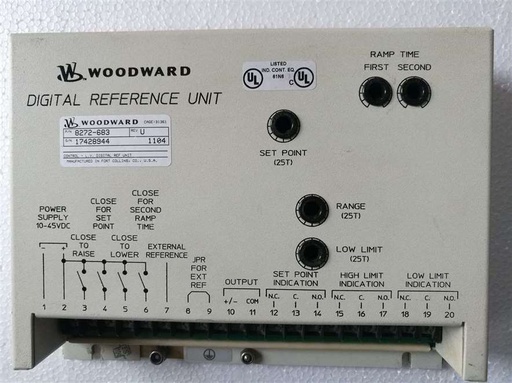 WOODWARD
LISTED
IND. CONT. EQ.
81N8
UL
C UL
RAMP TIME
FIRST SECOND
DIGITAL REFERENCE UNIT
WOODWARD
P/N 8272-683 REV U
S/N 17428944 1104
MANUFACTURED IN FORT COLLINS, CO., U.S.A.
SET POINT
(25T)
RANGE
(25T)
LOW LIMIT
(25T)
POWER
SUPPLY
10-45VDC
CLOSE
FOR
SET
POINT
CLOSE
FOR
SECOND
RAMP
TIME
CLOSE
TO
RAISE
CLOSE
TO
LOWER
EXTERNAL
REFERENCE
JPR
FOR
EXT
REF
OUTPUT
+/- COM
SET POINT
INDICATION
N.C. C. N.O.
HIGH LIMIT
INDICATION
N.C. C. N.O.
LOW LIMIT
INDICATION
N.C. C. N.O.
- +
1 2 3 4 5 6 7 8 9 10 11 12 13 14 15 16 17 18 19 20